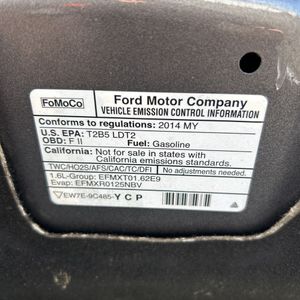 FoMoCo
Ford Motor Company
VEHICLE EMISSION CONTROL INFORMATION
Conforms to regulations: 2014 MY
U.S. EPA: T2B5 LDT2
OBD: F II Fuel: Gasoline
California: Not for sale in states with
California emissions standards.
TWC/HO2S/AFS/CAC/TC/DFI No Adjustments Needed
1.6L-Group: EFMXT01.62E9
Evap: EFMXR0125NBV
EW7E-9C485-Y C P